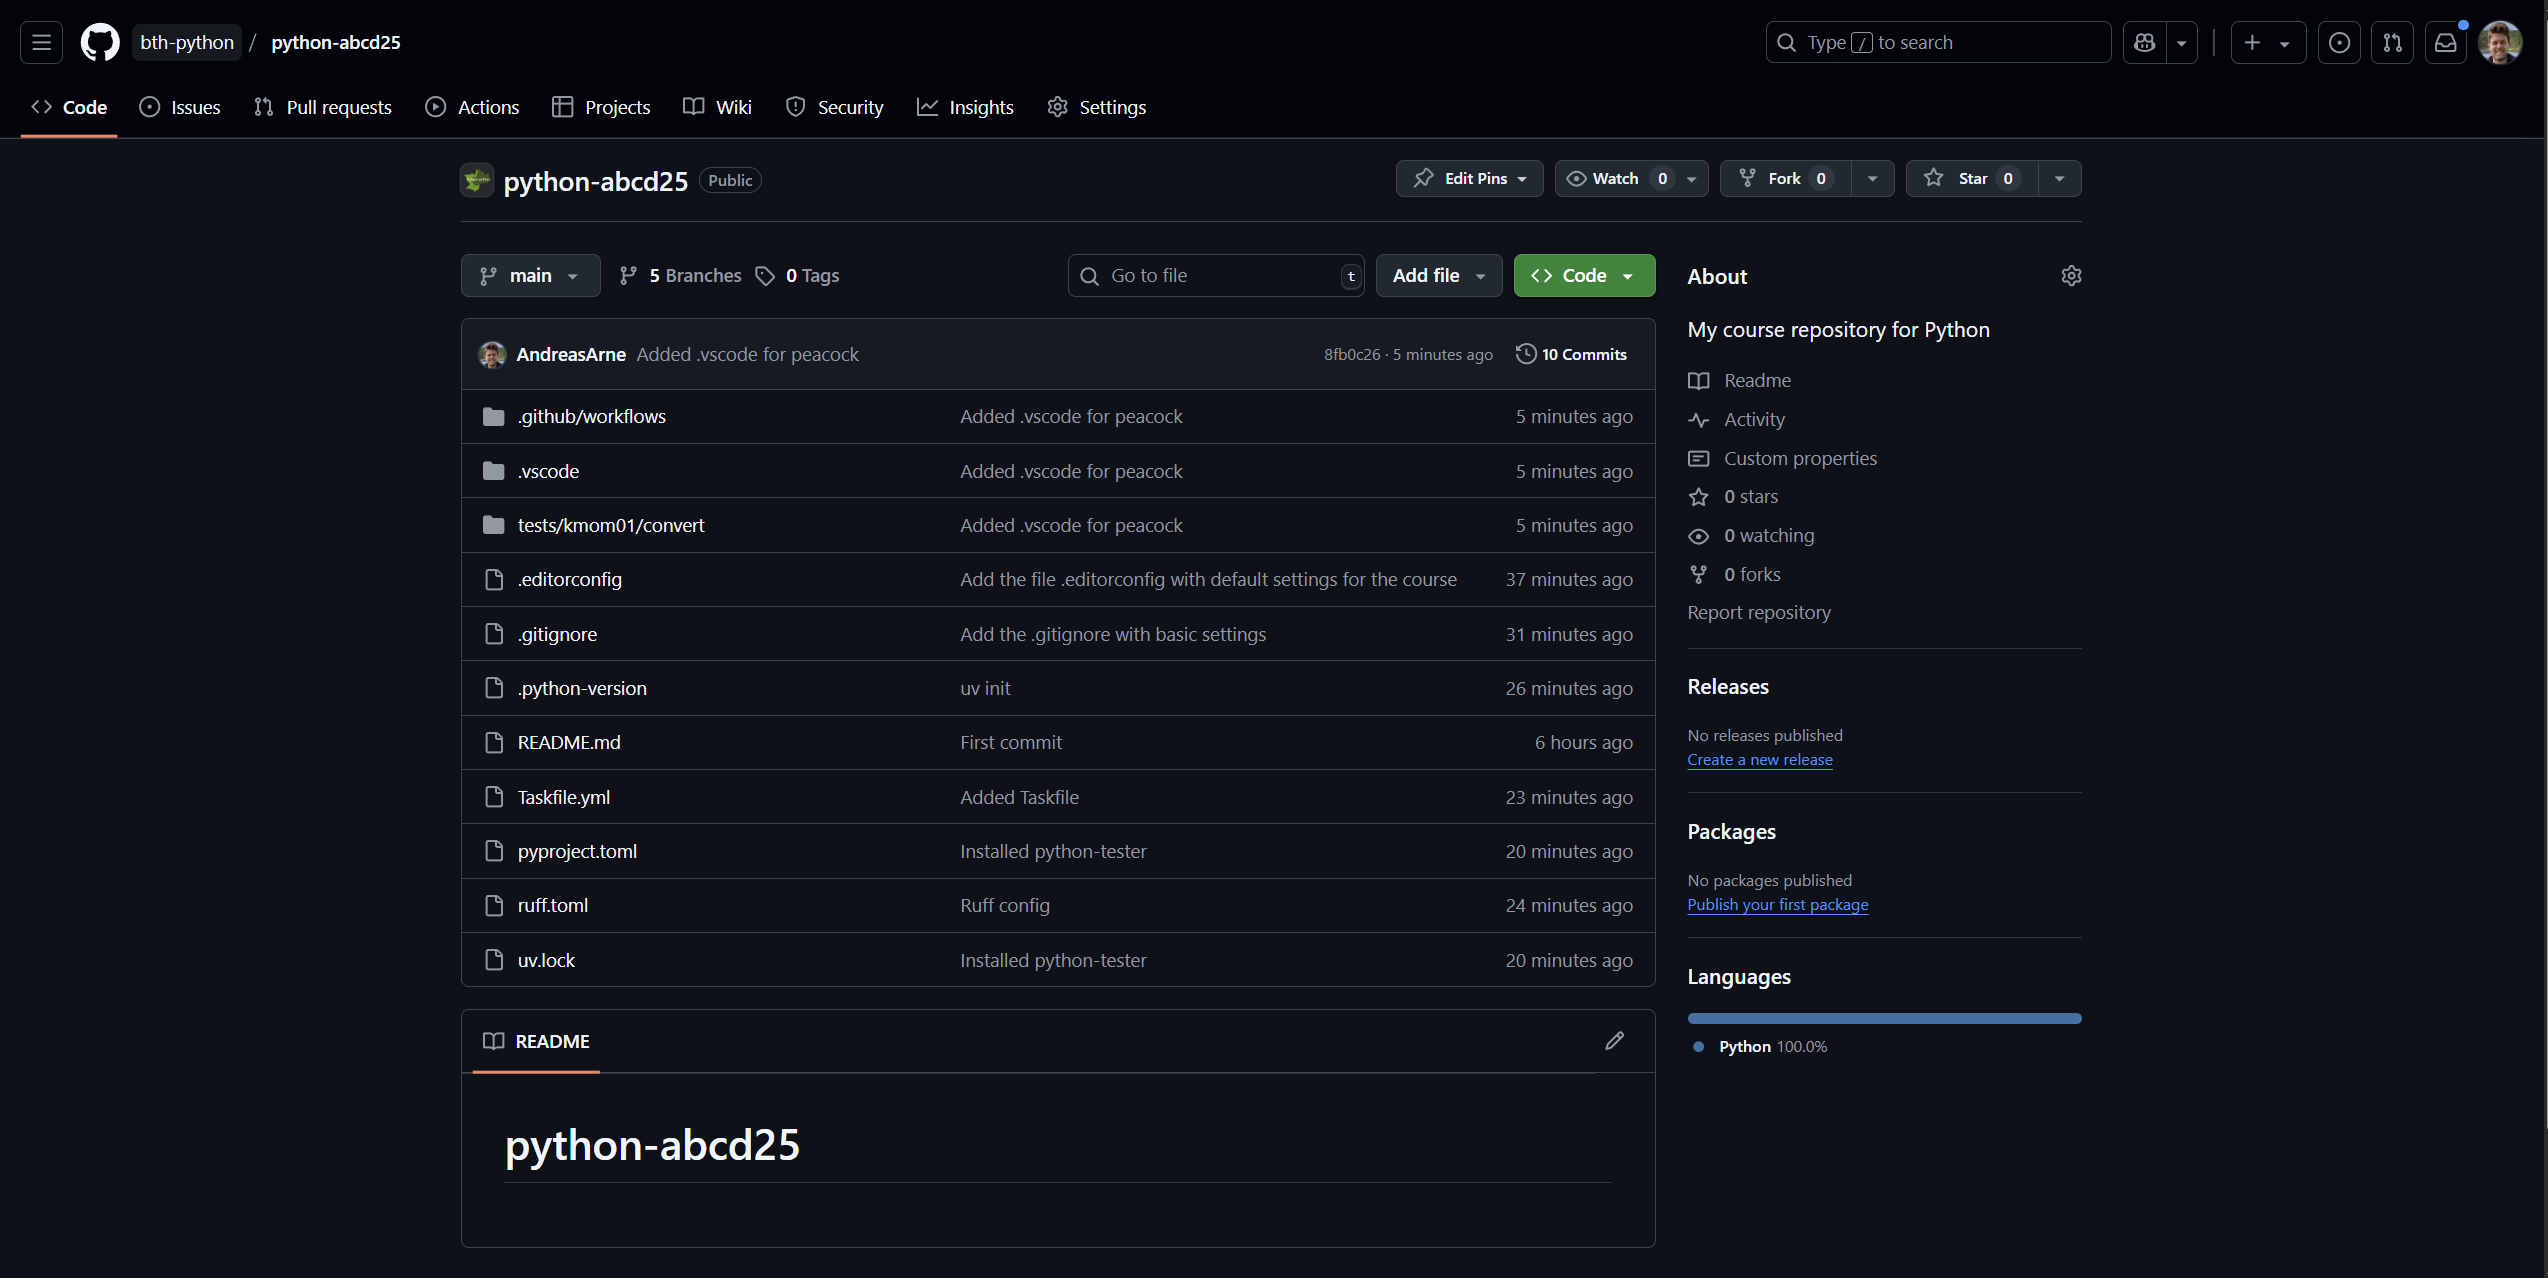 bth-python / python-abcd25
Type / to search
Code Issues Pull requests Actions Projects Wiki Security Insights Settings
python-abcd25 Public
Edit Pins Watch 0 Fork 0 Star 0
main 5 Branches 0 Tags Go to file t Add file Code
AndreasArne Added .vscode for peacock 8fb0c26 · 5 minutes ago 10 Commits
.github/workflows Added .vscode for peacock 5 minutes ago
.vscode Added .vscode for peacock 5 minutes ago
tests/kmom01/convert Added .vscode for peacock 5 minutes ago
.editorconfig Add the file .editorconfig with default settings for the course 37 minutes ago
.gitignore Add the .gitignore with basic settings 31 minutes ago
.python-version uv init 26 minutes ago
README.md First commit 6 hours ago
Taskfile.yml Added Taskfile 23 minutes ago
pyproject.toml Installed python-tester 20 minutes ago
ruff.toml Ruff config 24 minutes ago
uv.lock Installed python-tester 20 minutes ago
README
python-abcd25
About
My course repository for Python
Readme
Activity
Custom properties
0 stars
0 watching
0 forks
Report repository
Releases
No releases published
Create a new release
Packages
No packages published
Publish your first package
Languages
Python 100.0%